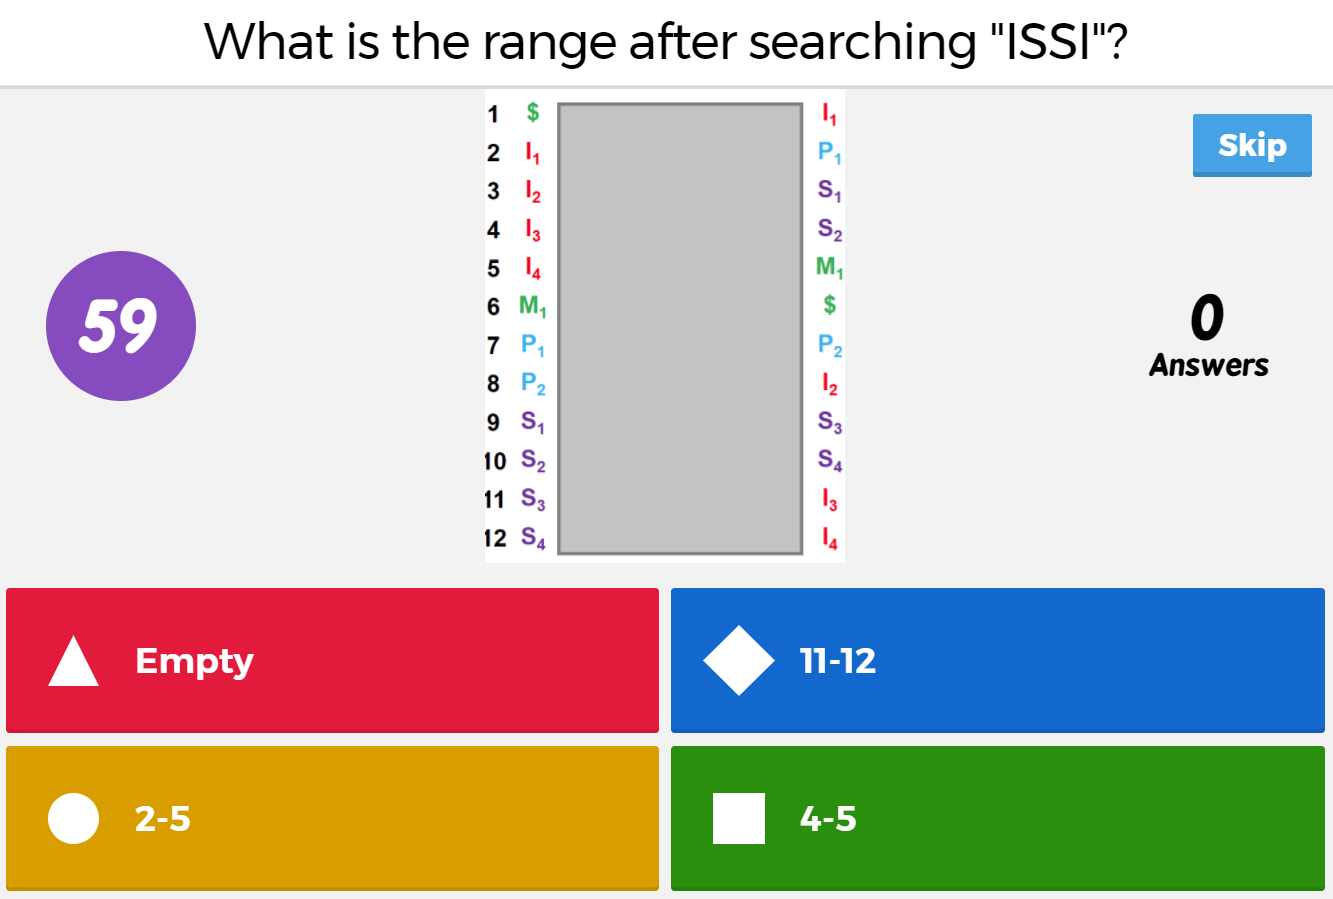 What is the range after searching "ISSI"?
1 $ I₁
2 I₁ P₁
3 I₂ S₁
4 I₃ S₂
5 I₄ M₁
6 M₁ $
7 P₁ P₂
8 P₂ I₂
9 S₁ S₃
10 S₂ S₄
11 S₃ I₃
12 S₄ I₄
Skip
59
0
Answers
Empty
11-12
2-5
4-5